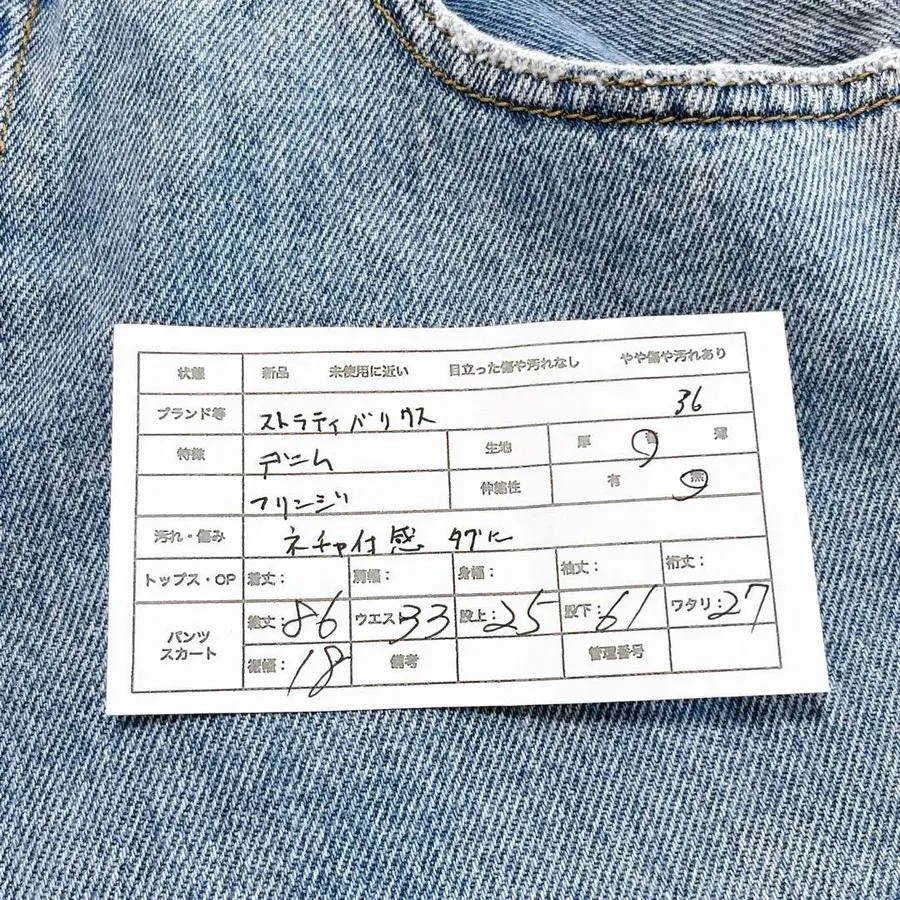 状態 新品 未使用に近い 目立った傷や汚れなし やや傷や汚れあり
ブランド等 ストラティバリウス 36
特徴 デニム 生地 厚 普 薄
フリンジ 伸縮性 有 無
汚れ・傷み ネチャ付感 タグに
トップス・OP 着丈： 肩幅： 身幅： 袖丈： 裄丈：
パンツ スカート 総丈：86 ウエスト33 股上：25 股下：61 ワタリ：27
裾幅：18 備考 管理番号